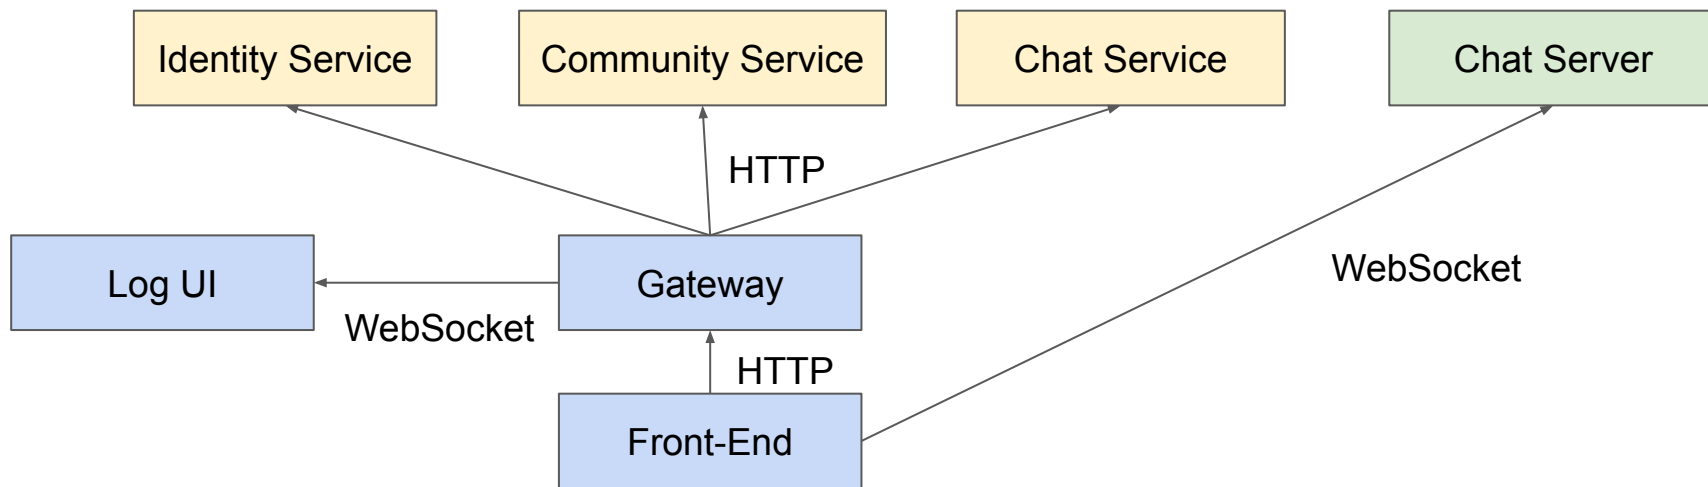 Identity Service
Community Service
Chat Service
Chat Server
HTTP
WebSocket
Log UI
Gateway
WebSocket
HTTP
Front-End